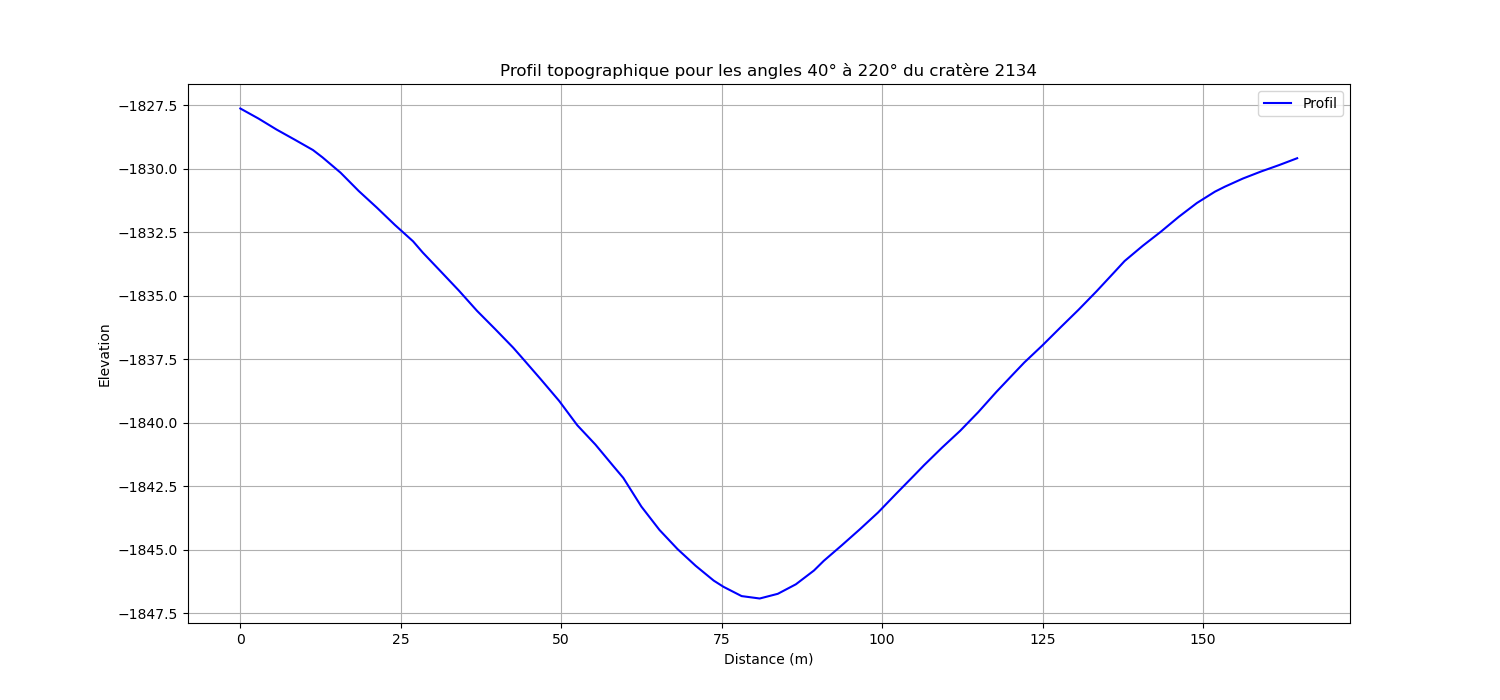 Profil topographique pour les angles 40° à 220° du cratère 2134
Profil
−1827.5
−1830.0
−1832.5
−1835.0
−1837.5
−1840.0
−1842.5
−1845.0
−1847.5
Elevation
0 25 50 75 100 125 150
Distance (m)